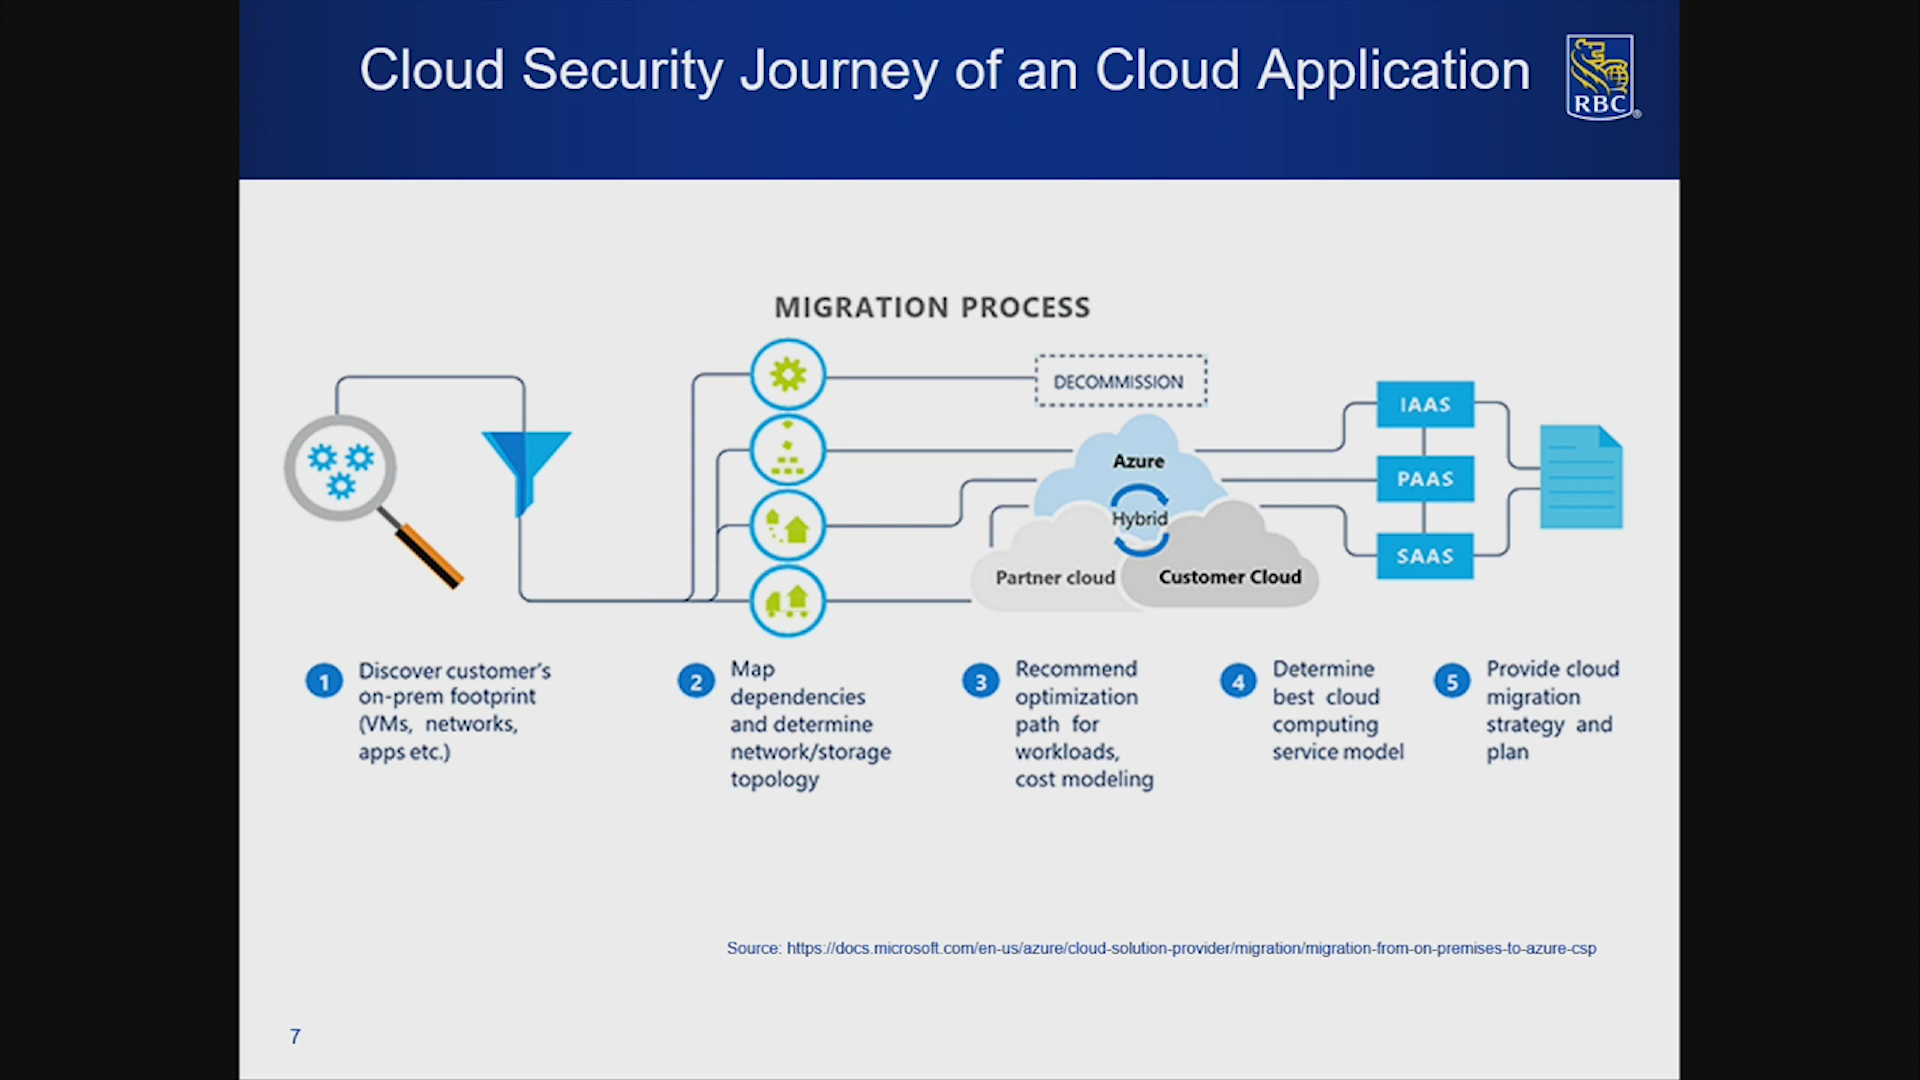 Cloud Security Journey of an Cloud Application
RBC
®
MIGRATION PROCESS
DECOMMISSION
Azure
Hybrid
Partner cloud
Customer Cloud
IAAS
PAAS
SAAS
1
Discover customer's
on-prem footprint
(VMs, networks,
apps etc.)
2
Map
dependencies
and determine
network/storage
topology
3
Recommend
optimization
path for
workloads,
cost modeling
4
Determine
best cloud
computing
service model
5
Provide cloud
migration
strategy and
plan
Source: https://docs.microsoft.com/en-us/azure/cloud-solution-provider/migration/migration-from-on-premises-to-azure-csp
7